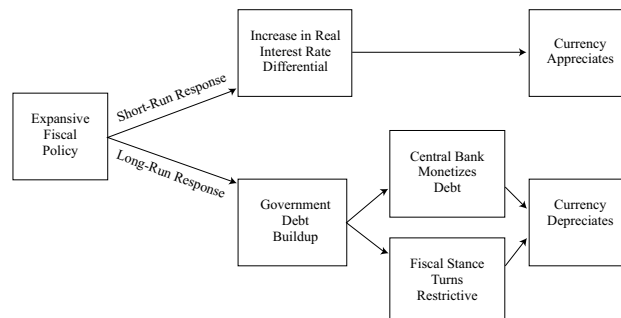 Increase in Real
Interest Rate
Differential
Currency
Appreciates
Short-Run Response
Expansive
Fiscal
Policy
Long-Run Response
Central Bank
Monetizes
Debt
Government
Debt
Buildup
Currency
Depreciates
Fiscal Stance
Turns
Restrictive